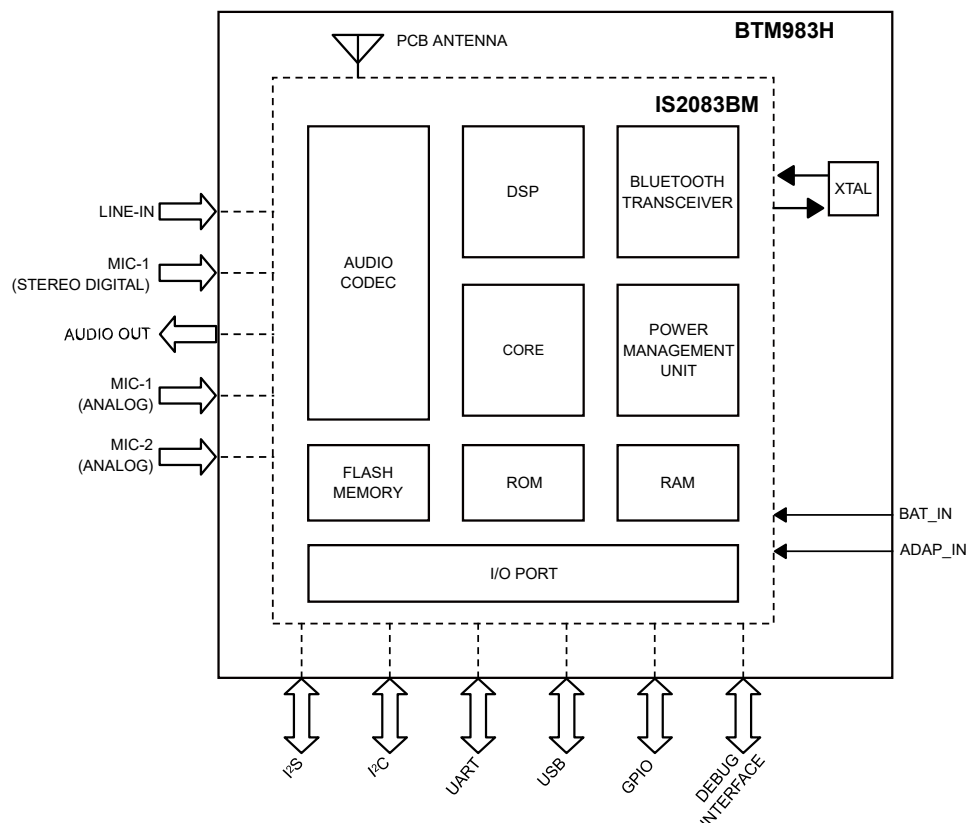 BTM983H
PCB ANTENNA
IS2083BM
AUDIO
CODEC
DSP
BLUETOOTH
TRANSCEIVER
XTAL
LINE-IN
MIC-1
(STEREO DIGITAL)
AUDIO OUT
MIC-1
(ANALOG)
MIC-2
(ANALOG)
CORE
POWER
MANAGEMENT
UNIT
FLASH
MEMORY
ROM
RAM
BAT_IN
ADAP_IN
I/O PORT
I²S
I²C
UART
USB
GPIO
DEBUG
INTERFACE